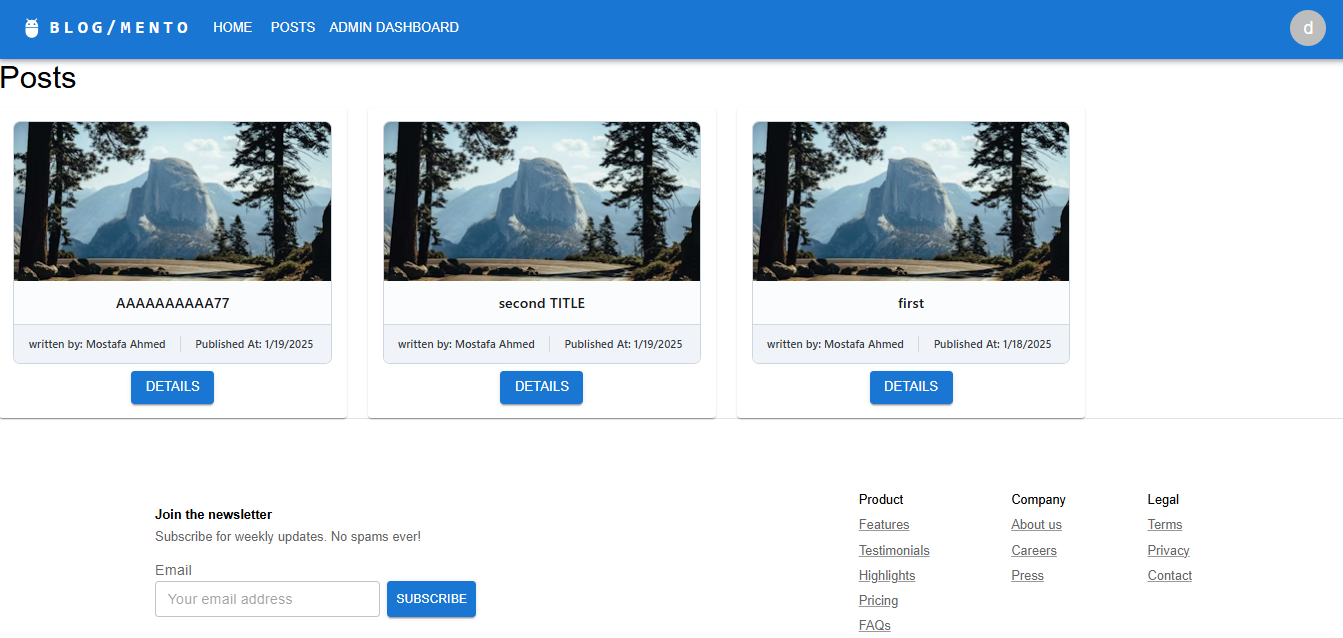 BLOG/MENTO HOME POSTS ADMIN DASHBOARD d
Posts
AAAAAAAAAA77
written by: Mostafa Ahmed Published At: 1/19/2025
DETAILS
second TITLE
written by: Mostafa Ahmed Published At: 1/19/2025
DETAILS
first
written by: Mostafa Ahmed Published At: 1/18/2025
DETAILS
Join the newsletter
Subscribe for weekly updates. No spams ever!
Email
Your email address SUBSCRIBE
Product
Features
Testimonials
Highlights
Pricing
FAQs
Company
About us
Careers
Press
Legal
Terms
Privacy
Contact